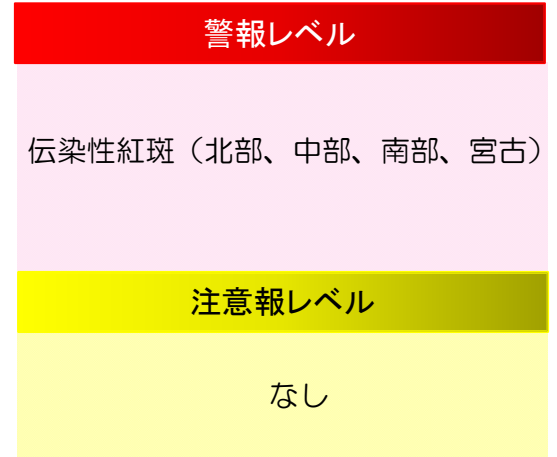 警報レベル
伝染性紅斑（北部、中部、南部、宮古）
注意報レベル
なし